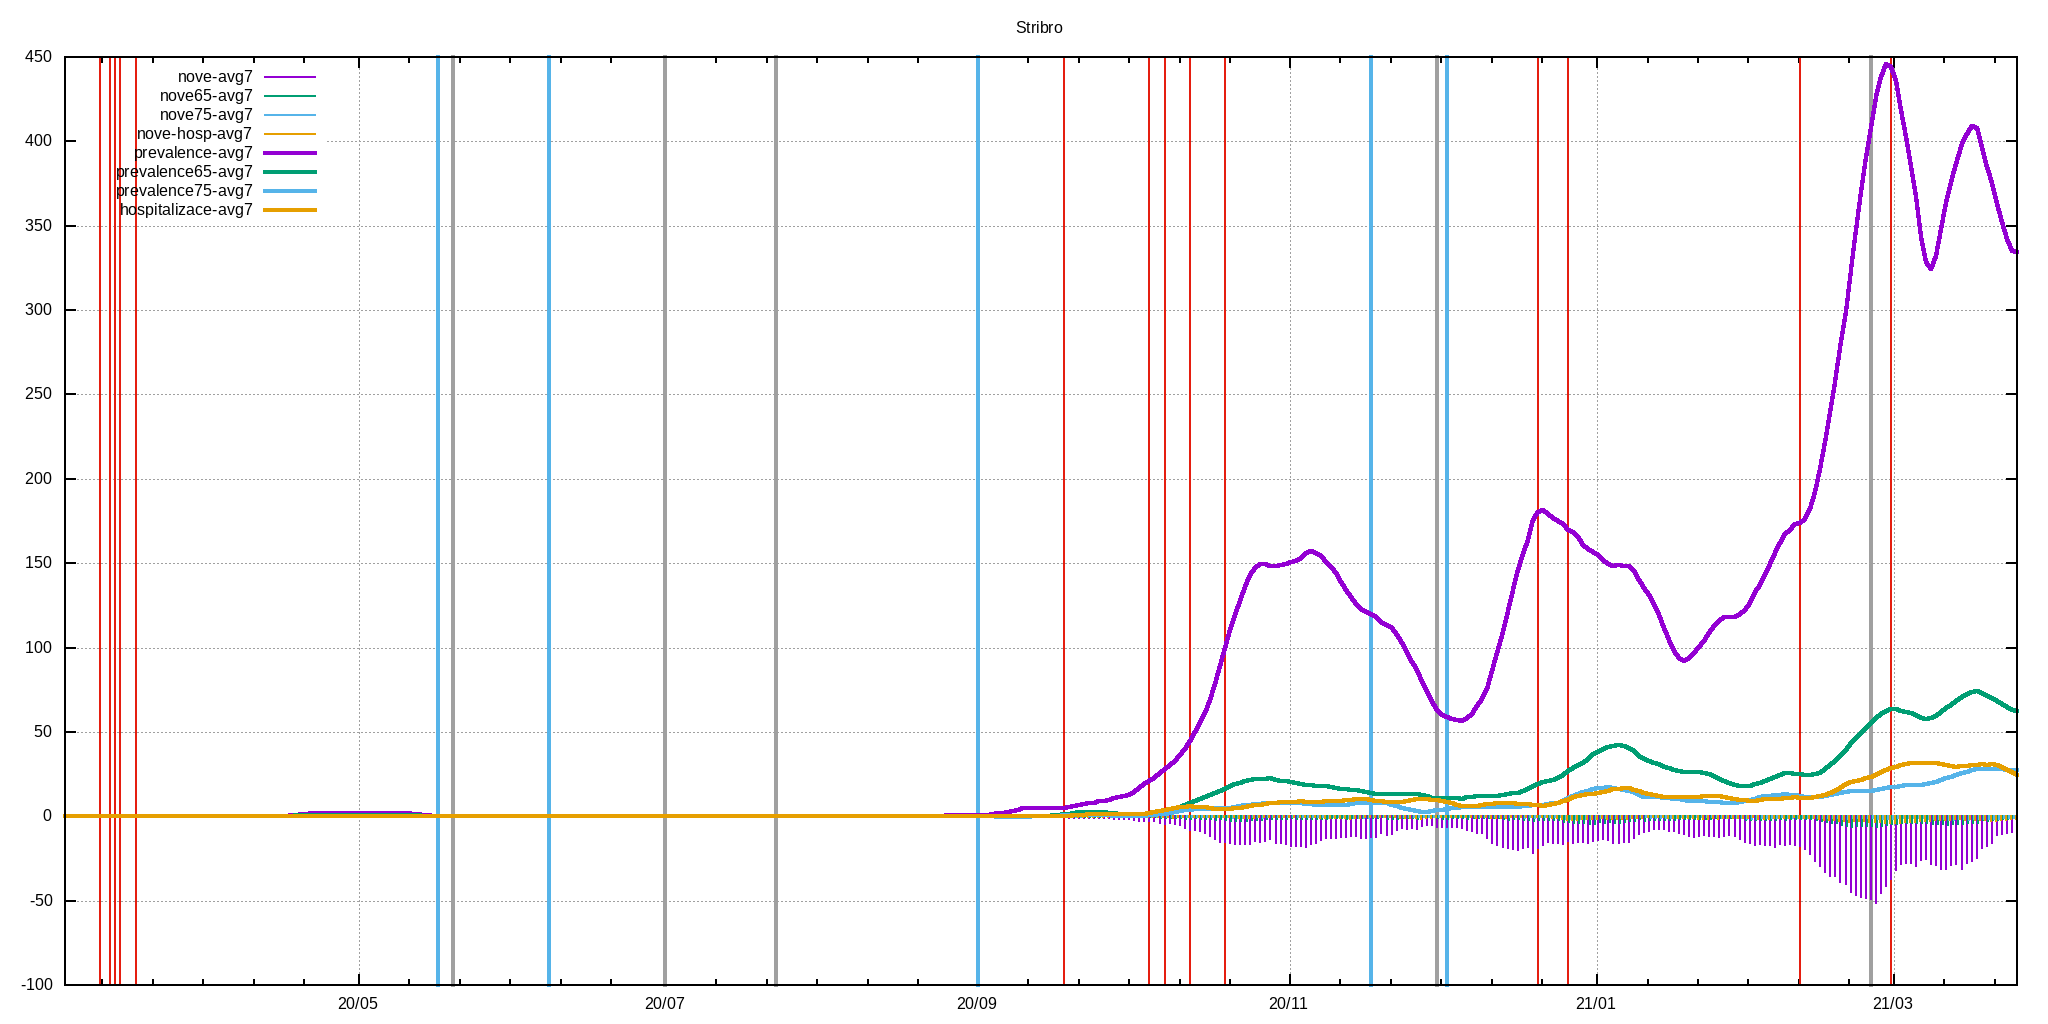 Stribro
450
400
350
300
250
200
150
100
50
0
-50
-100
nove-avg7
nove65-avg7
nove75-avg7
nove-hosp-avg7
prevalence-avg7
prevalence65-avg7
prevalence75-avg7
hospitalizace-avg7
20/05
20/07
20/09
20/11
21/01
21/03